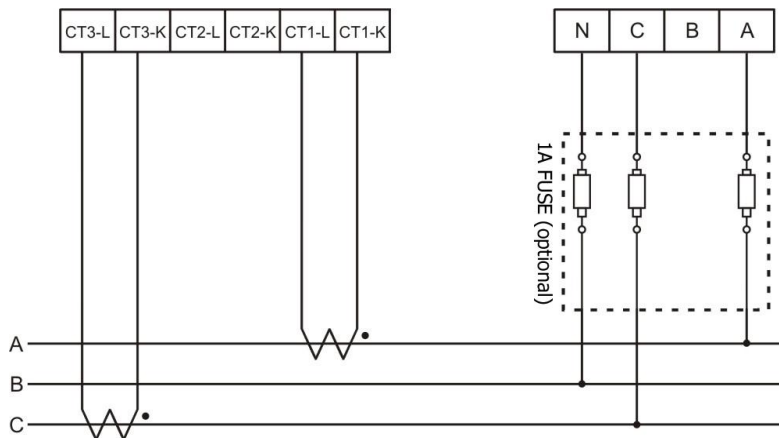 CT3-L CT3-K CT2-L CT2-K CT1-L CT1-K
N C B A
1A FUSE (optional)
A
B
C